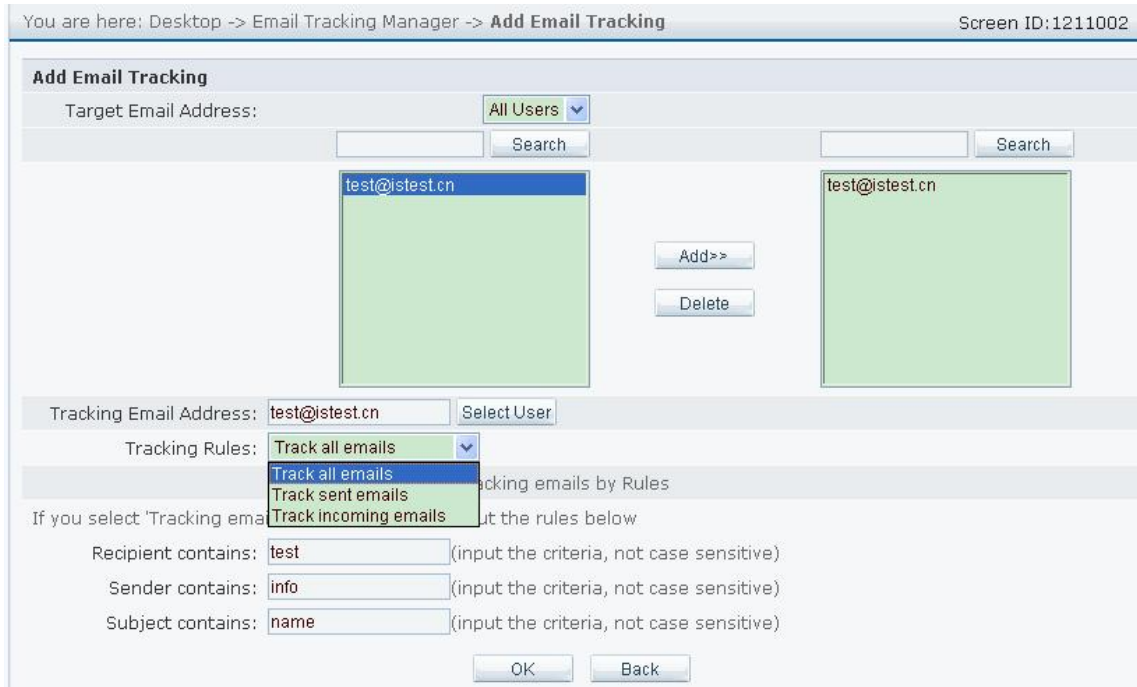 You are here: Desktop -> Email Tracking Manager -> Add Email Tracking Screen ID:1211002
Add Email Tracking
Target Email Address: All Users
Search Search
test@istest.cn test@istest.cn
Add>>
Delete
Tracking Email Address: test@istest.cn Select User
Tracking Rules: Track all emails
Track all emails
acking emails by Rules
Track sent emails
Track incoming emails
If you select 'Tracking emai ut the rules below
Recipient contains: test (input the criteria, not case sensitive)
Sender contains: info (input the criteria, not case sensitive)
Subject contains: name (input the criteria, not case sensitive)
OK Back